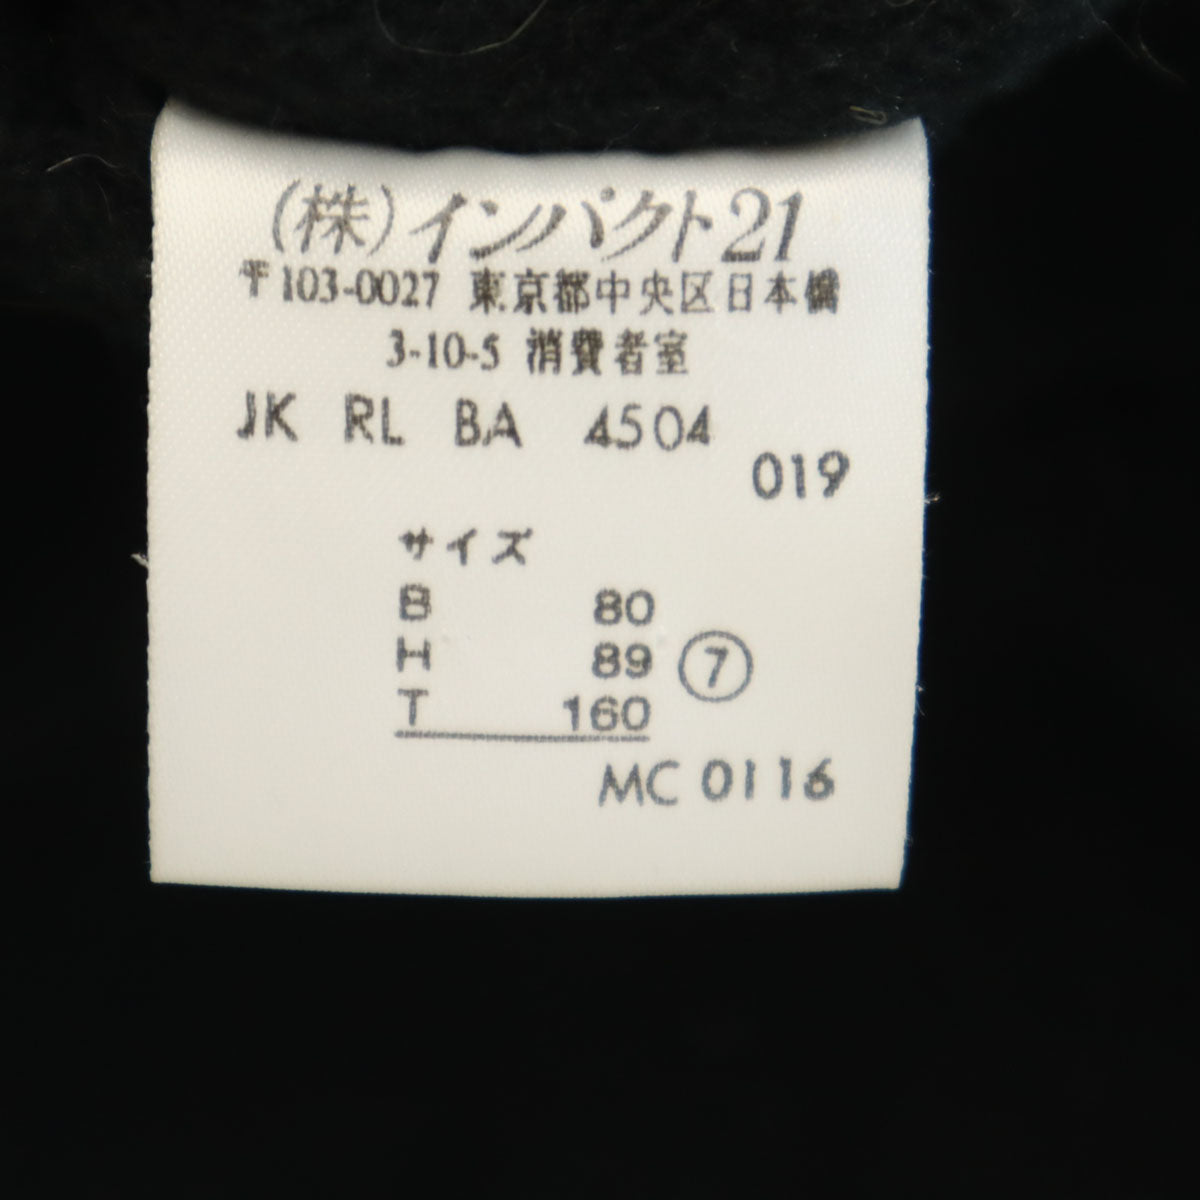 (株)インパクト21
〒103-0027 東京都中央区日本橋
3-10-5 消費者室
JK RL BA 4504
019
サイズ
B 80
H 89 ⑦
T 160
MC 0116